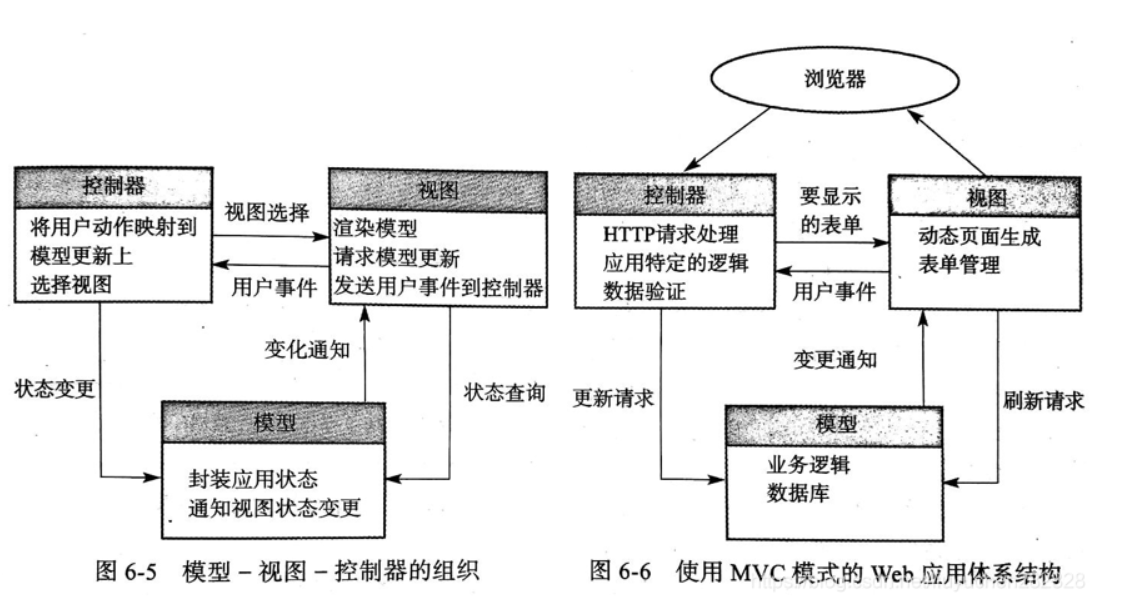 控制器
将用户动作映射到
模型更新上
选择视图
视图选择
用户事件
视图
渲染模型
请求模型更新
发送用户事件到控制器
变化通知
状态变更
状态查询
模型
封装应用状态
通知视图状态变更
图 6-5 模型－视图－控制器的组织
浏览器
控制器
HTTP请求处理
应用特定的逻辑
数据验证
要显示
的表单
用户事件
视图
动态页面生成
表单管理
变更通知
更新请求
刷新请求
模型
业务逻辑
数据库
图 6-6 使用 MVC 模式的 Web 应用体系结构